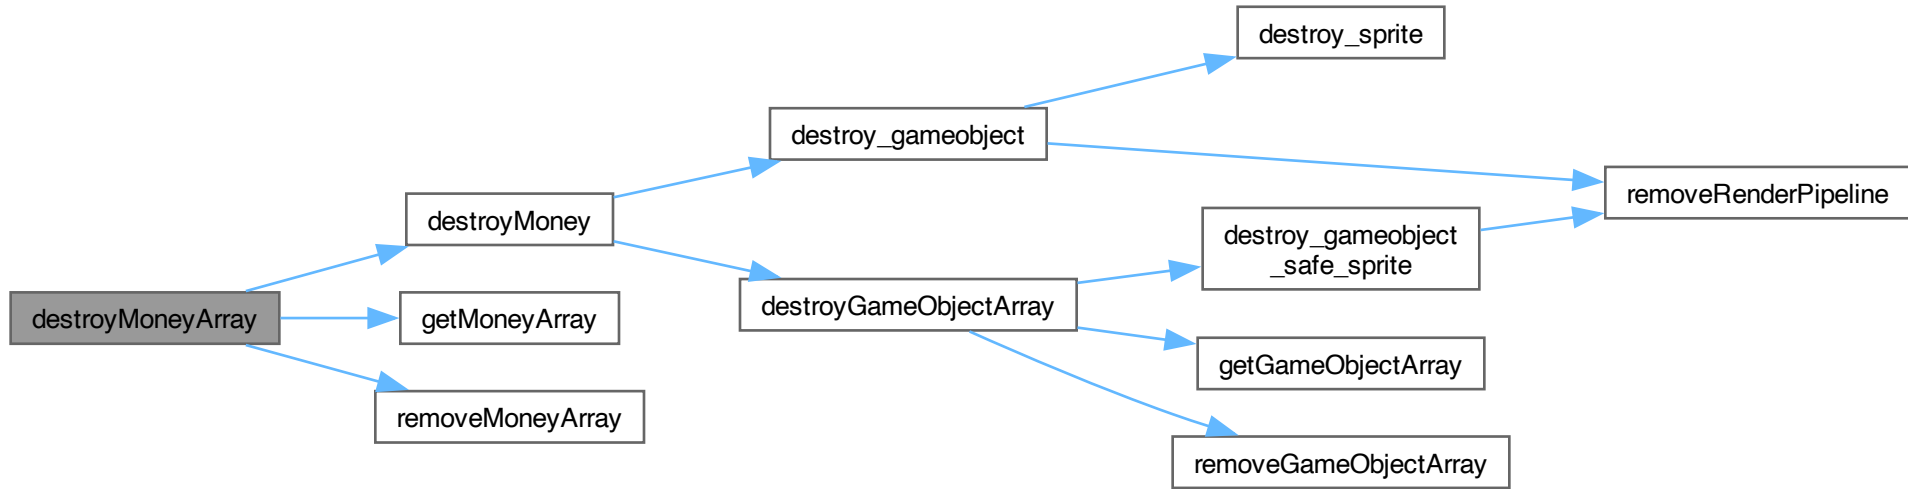 destroy_sprite
destroy_gameobject
removeRenderPipeline
destroyMoney
destroy_gameobject
_safe_sprite
destroyMoneyArray
getMoneyArray
destroyGameObjectArray
getGameObjectArray
removeMoneyArray
removeGameObjectArray